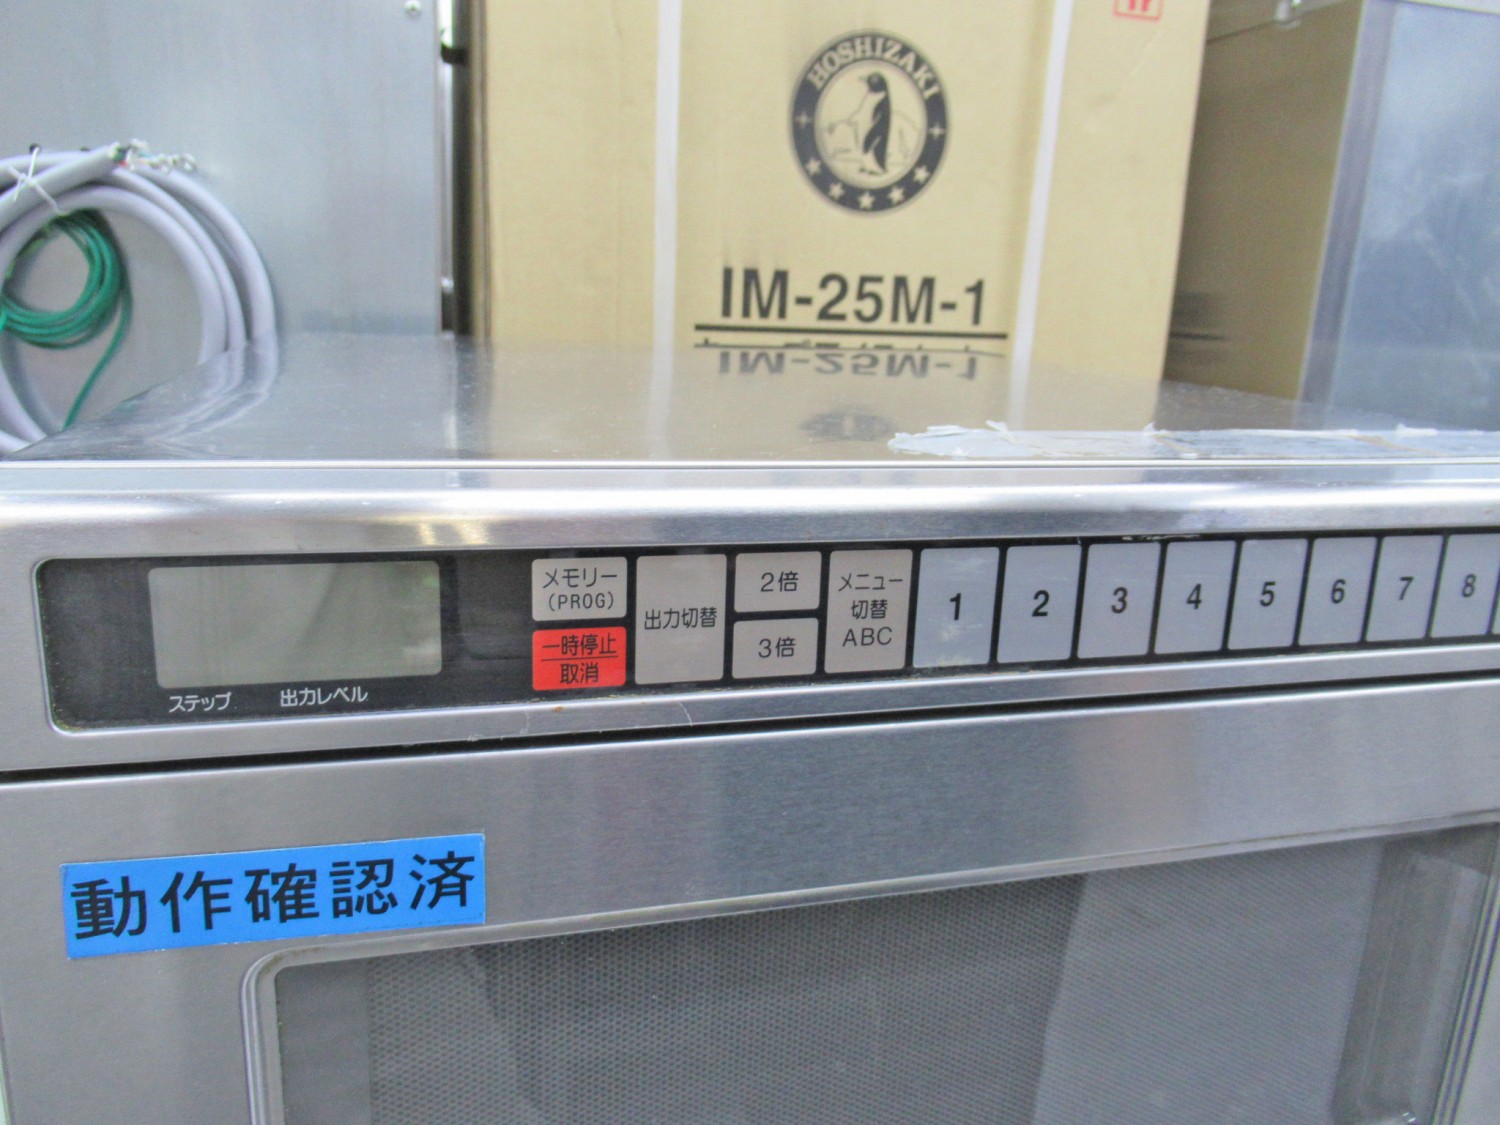 HOSHIZAKI
IM-25M-1
メモリー
(PROG)
一時停止
取消
出力切替
2倍
3倍
メニュー
切替
ABC
1
2
3
4
5
6
7
8
ステップ
出力レベル
動作確認済